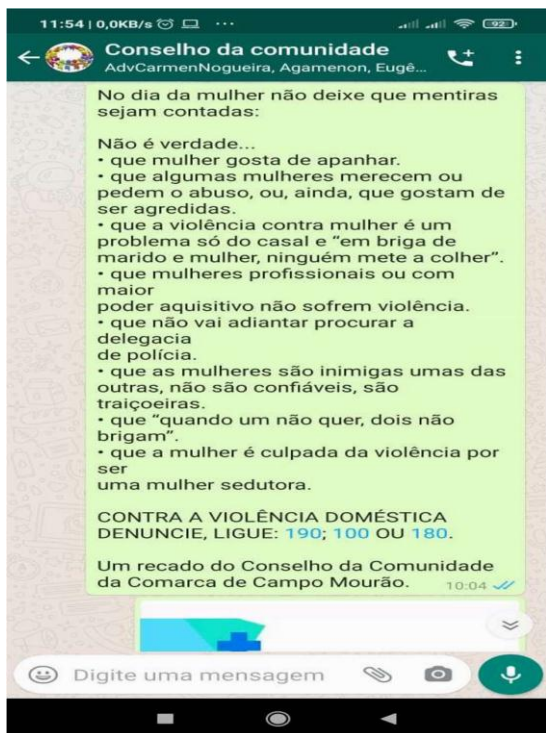 11:54 | 0,0KB/s ... 92
Conselho da comunidade
AdvCarmenNogueira, Agamenon, Eugê...
No dia da mulher não deixe que mentiras
sejam contadas:
Não é verdade...
• que mulher gosta de apanhar.
• que algumas mulheres merecem ou
pedem o abuso, ou, ainda, que gostam de
ser agredidas.
• que a violência contra mulher é um
problema só do casal e “em briga de
marido e mulher, ninguém mete a colher”.
• que mulheres profissionais ou com
maior
poder aquisitivo não sofrem violência.
• que não vai adiantar procurar a
delegacia
de polícia.
• que as mulheres são inimigas umas das
outras, não são confiáveis, são
traiçoeiras.
• que “quando um não quer, dois não
brigam”.
• que a mulher é culpada da violência por
ser
uma mulher sedutora.
CONTRA A VIOLÊNCIA DOMÉSTICA
DENUNCIE, LIGUE: 190; 100 OU 180.
Um recado do Conselho da Comunidade
da Comarca de Campo Mourão. 10:04
Digite uma mensagem